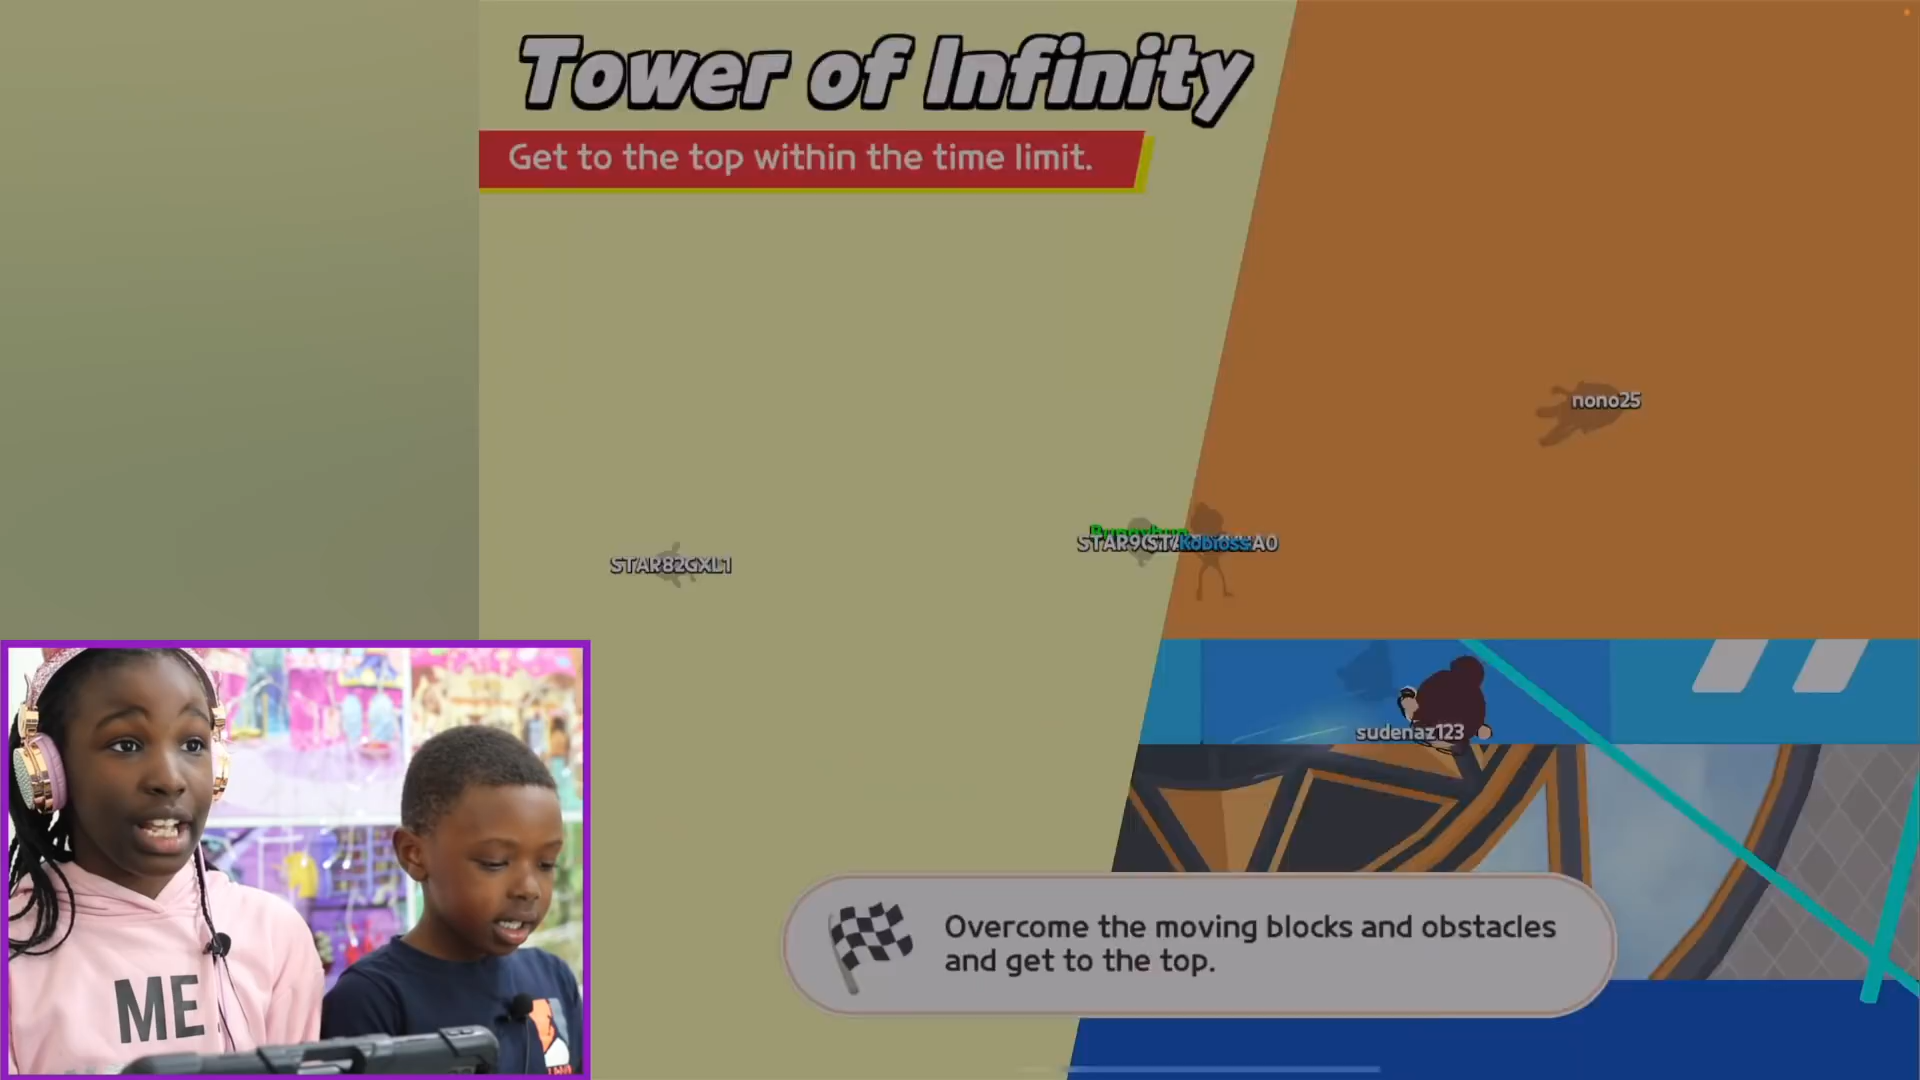 Tower of Infinity
Get to the top within the time limit.
nono25
STAR82GXL1
sudenaz123
Overcome the moving blocks and obstacles
and get to the top.
ME